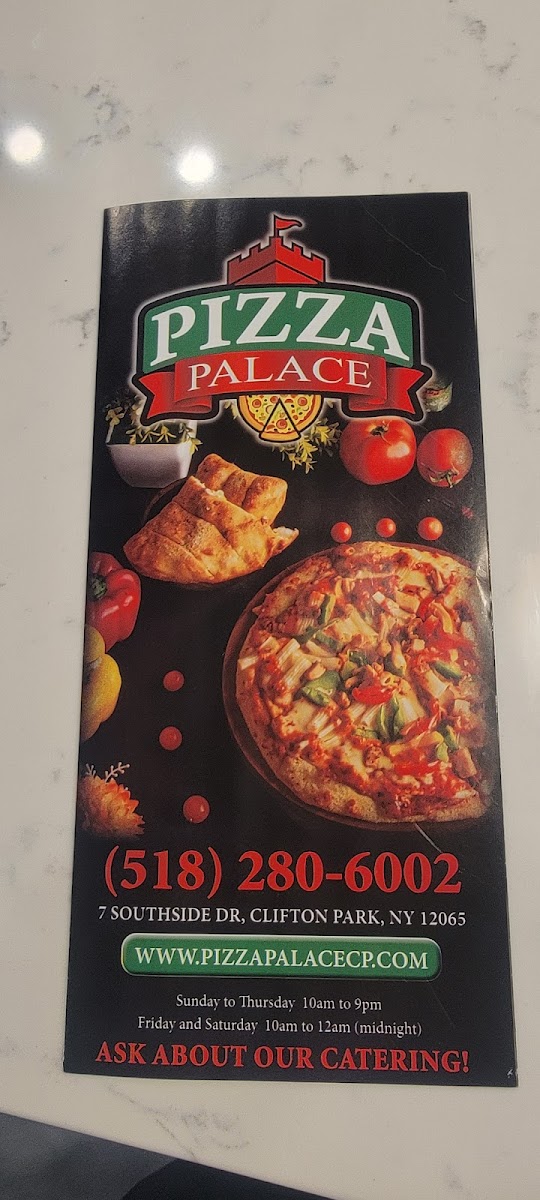 PIZZA
PALACE
(518) 280-6002
7 SOUTHSIDE DR, CLIFTON PARK, NY 12065
WWW.PIZZAPALACECP.COM
Sunday to Thursday 10am to 9pm
Friday and Saturday 10am to 12am (midnight)
ASK ABOUT OUR CATERING!